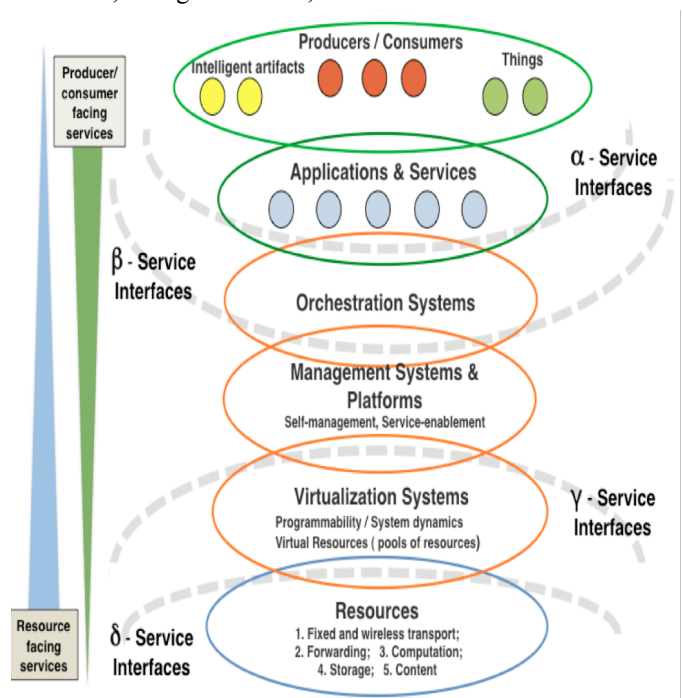 Producers / Consumers
Intelligent artifacts
Things
Producer/
consumer
facing
services
Applications & Services
α - Service
Interfaces
β - Service
Interfaces
Orchestration Systems
Management Systems &
Platforms
Self-management, Service-enablement
Virtualization Systems
Programmability / System dynamics
Virtual Resources ( pools of resources)
γ - Service
Interfaces
Resources
1. Fixed and wireless transport;
2. Forwarding; 3. Computation;
4. Storage; 5. Content
Resource
facing
services
δ - Service
Interfaces